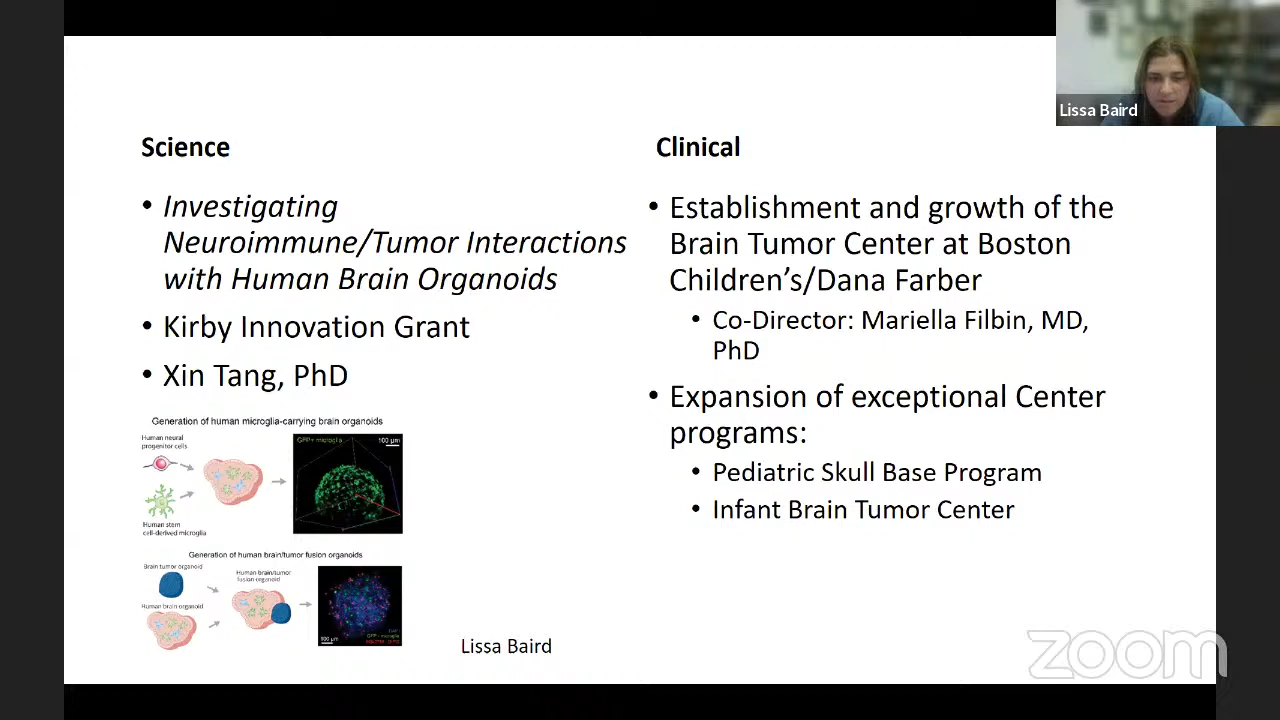 Lissa Baird
Science
• Investigating
Neuroimmune/Tumor Interactions
with Human Brain Organoids
• Kirby Innovation Grant
• Xin Tang, PhD
Generation of human microglia-carrying brain organoids
Human neural
progenitor cells
GFP+ microglia
100 µm
Human stem
cell-derived microglia
Generation of human brain/tumor fusion organoids
Brain tumor organoid
Human brain/tumor
fusion organoid
Human brain organoid
100 µm
GFP+ microglia
Lissa Baird
Clinical
• Establishment and growth of the
Brain Tumor Center at Boston
Children’s/Dana Farber
• Co-Director: Mariella Filbin, MD,
PhD
• Expansion of exceptional Center
programs:
• Pediatric Skull Base Program
• Infant Brain Tumor Center
zoom